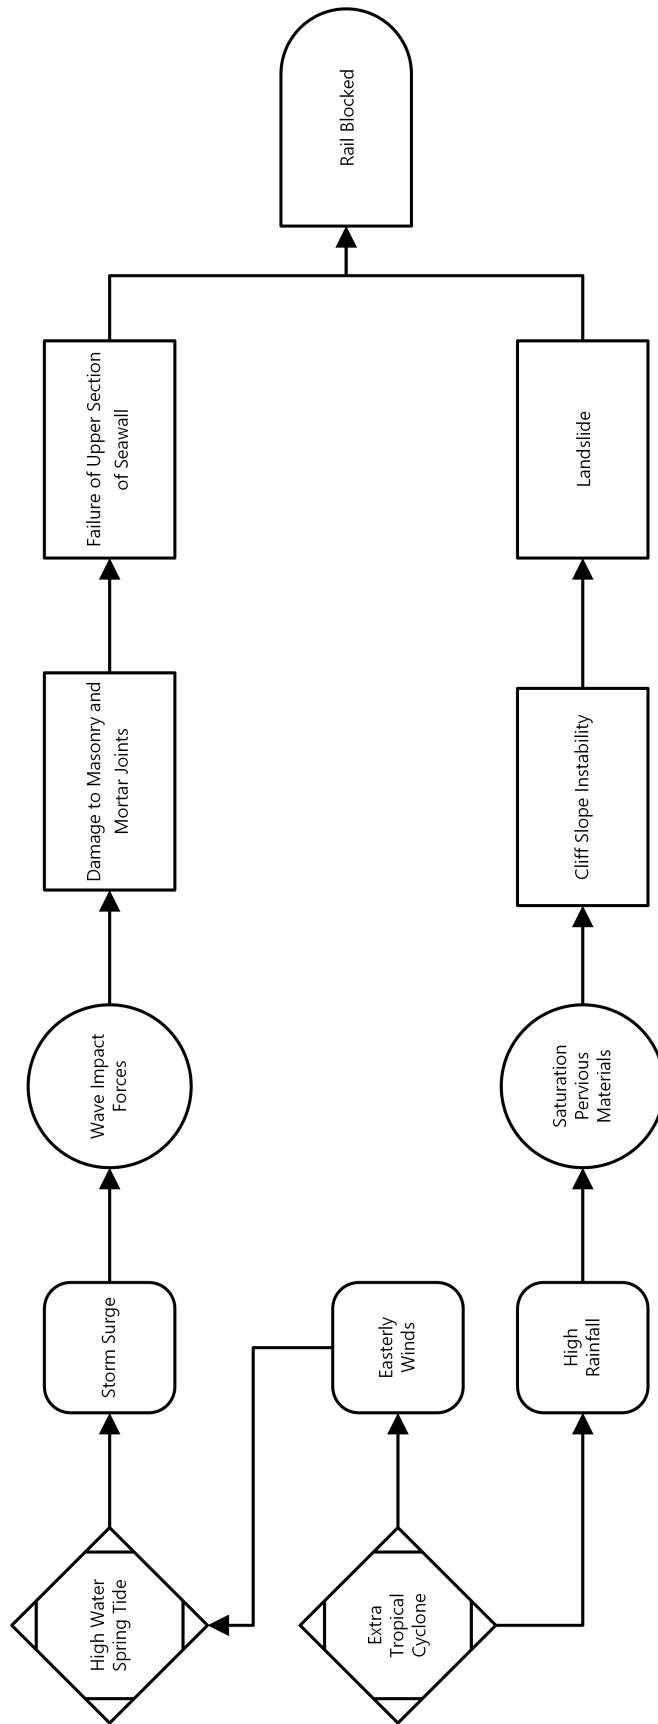 High Water
Spring Tide
Storm Surge
Wave Impact
Forces
Damage to Masonry and
Mortar Joints
Failure of Upper Section
of Seawall
Rail Blocked
Extra
Tropical
Cyclone
Easterly
Winds
High
Rainfall
Saturation
Pervious
Materials
Cliff Slope Instability
Landslide